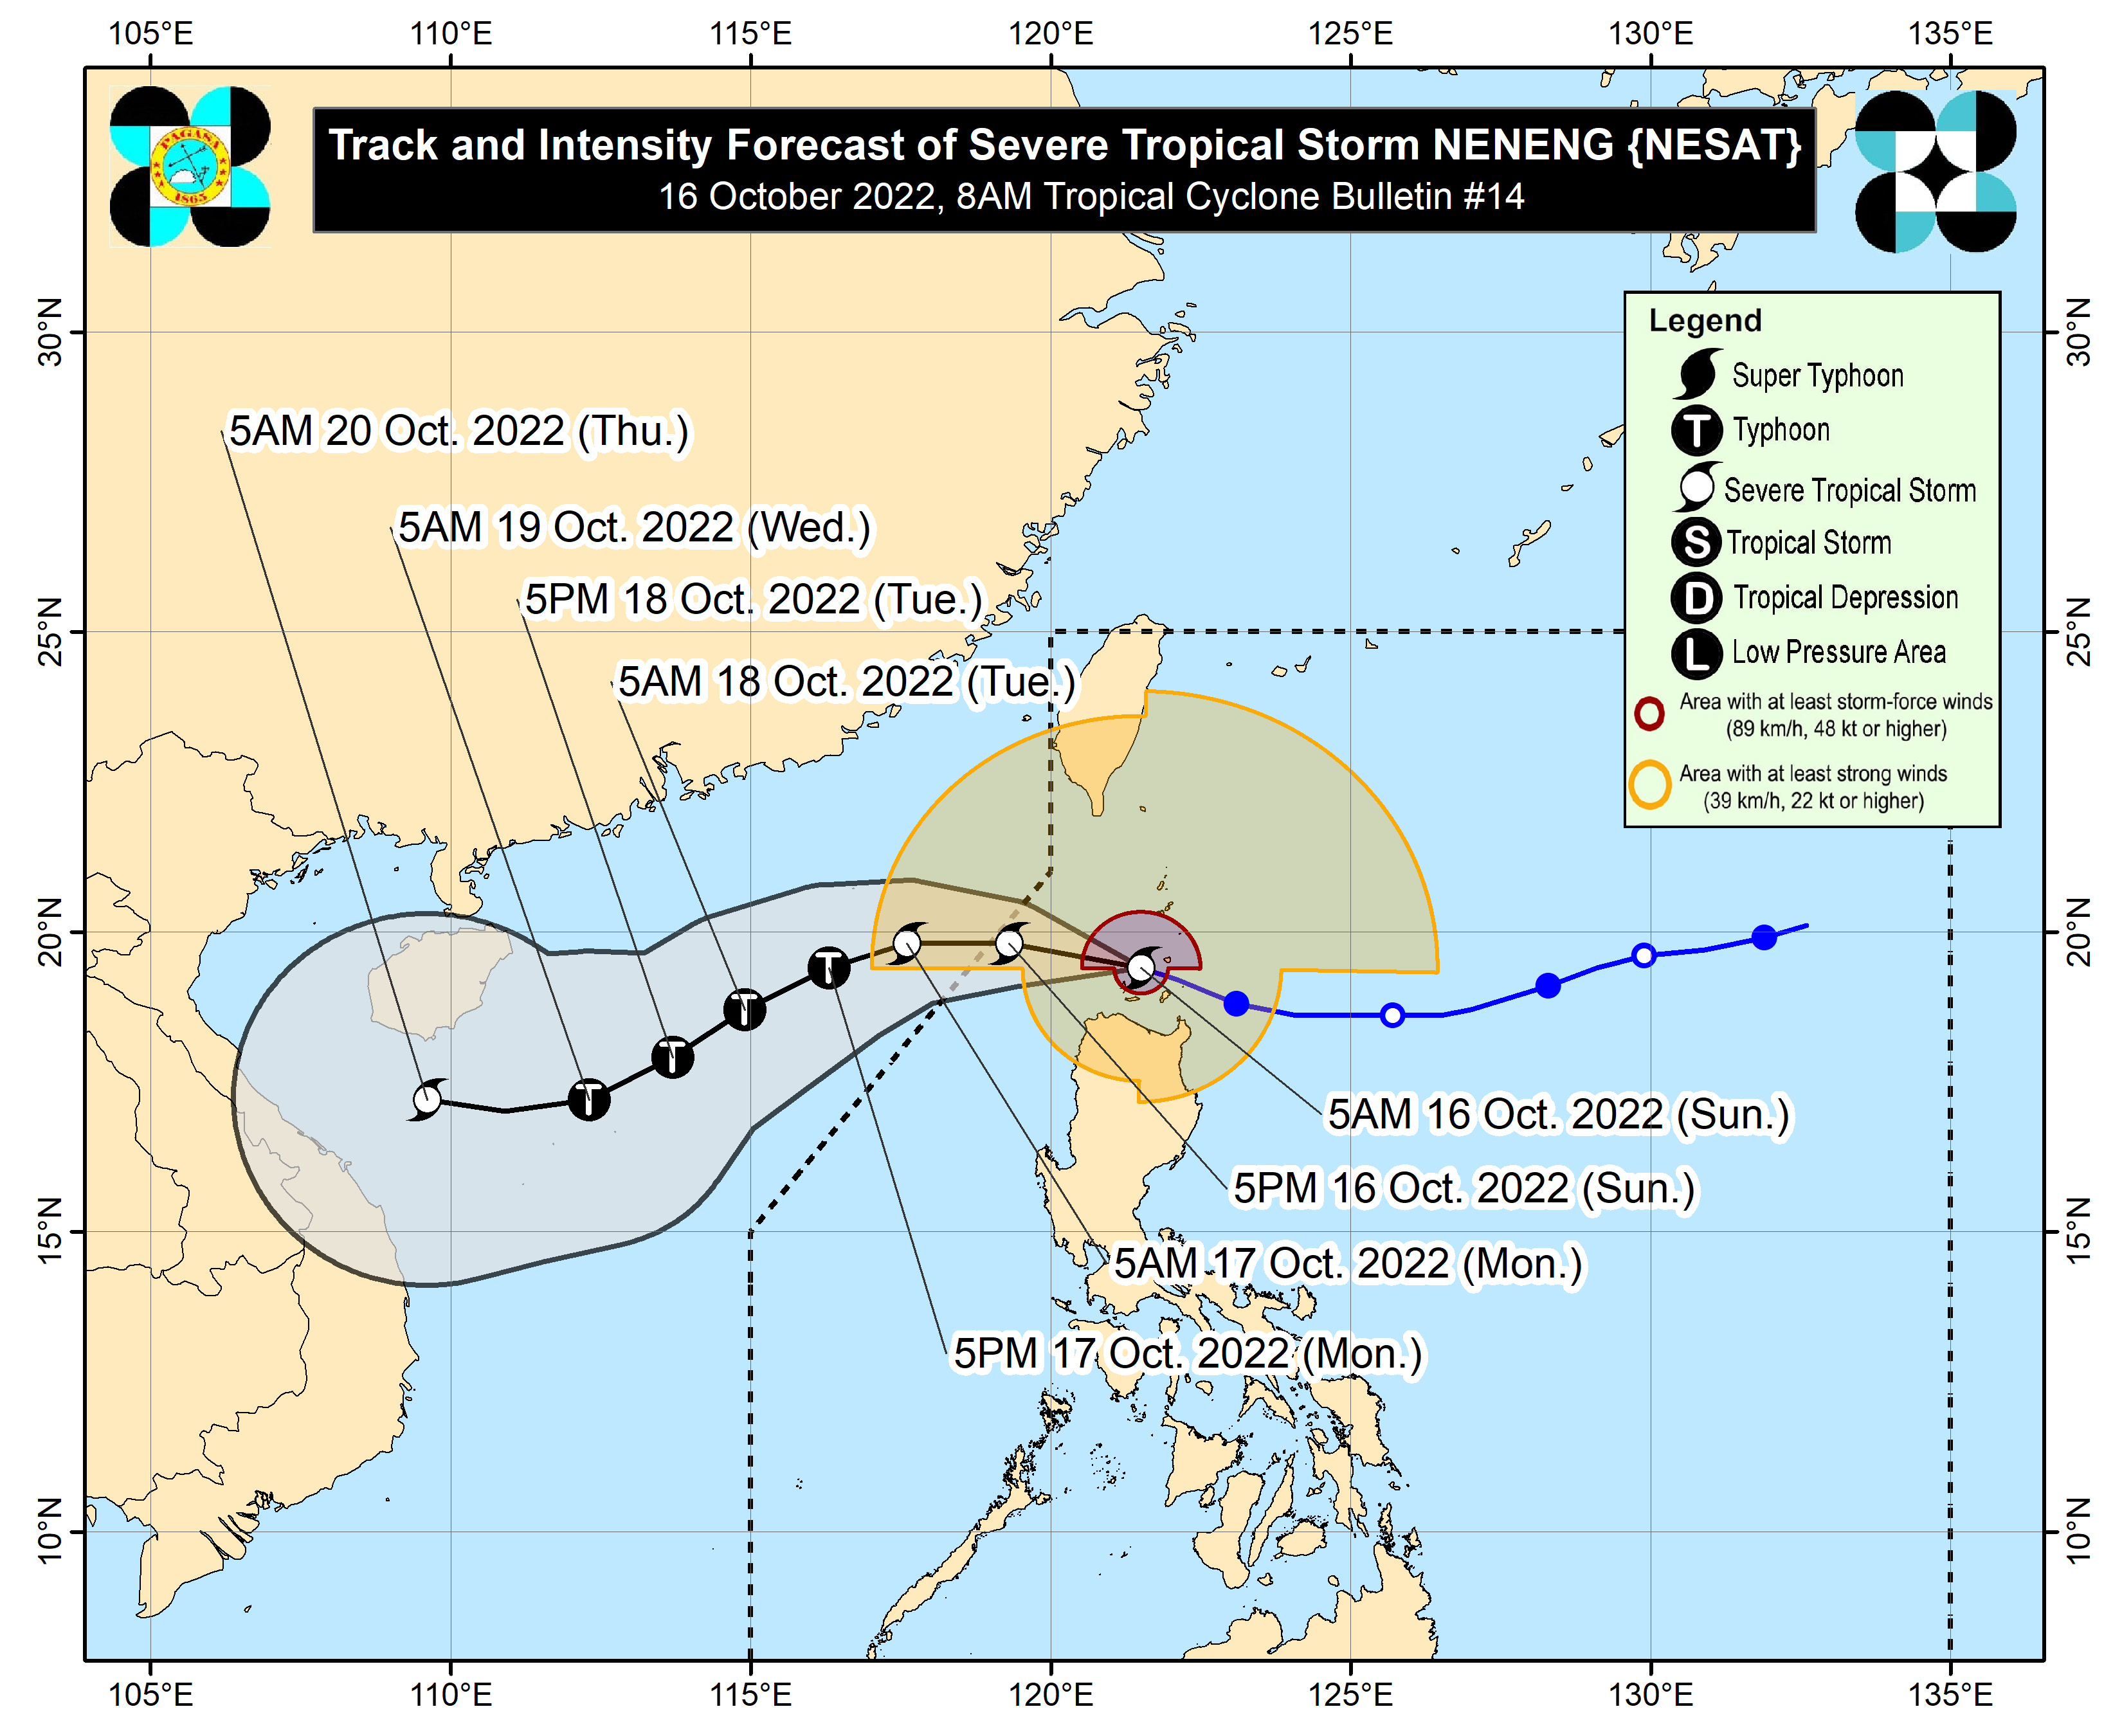 105°E 110°E 115°E 120°E 125°E 130°E 135°E
PAGASA
1865
Track and Intensity Forecast of Severe Tropical Storm NENENG {NESAT}
16 October 2022, 8AM Tropical Cyclone Bulletin #14
30°N
25°N
20°N
15°N
10°N
30°N
25°N
20°N
15°N
10°N
Legend
Super Typhoon
T Typhoon
Severe Tropical Storm
S Tropical Storm
D Tropical Depression
L Low Pressure Area
Area with at least storm-force winds
(89 km/h, 48 kt or higher)
Area with at least strong winds
(39 km/h, 22 kt or higher)
5AM 20 Oct. 2022 (Thu.)
5AM 19 Oct. 2022 (Wed.)
5PM 18 Oct. 2022 (Tue.)
5AM 18 Oct. 2022 (Tue.)
T
T
T
T
5AM 16 Oct. 2022 (Sun.)
5PM 16 Oct. 2022 (Sun.)
5AM 17 Oct. 2022 (Mon.)
5PM 17 Oct. 2022 (Mon.)
105°E 110°E 115°E 120°E 125°E 130°E 135°E